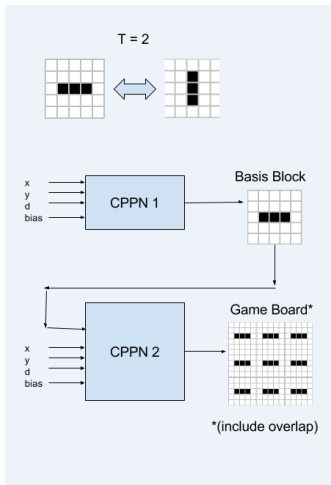 T = 2
Basis Block
x
y
d
bias
CPPN 1
Game Board*
x
y
d
bias
CPPN 2
*(include overlap)